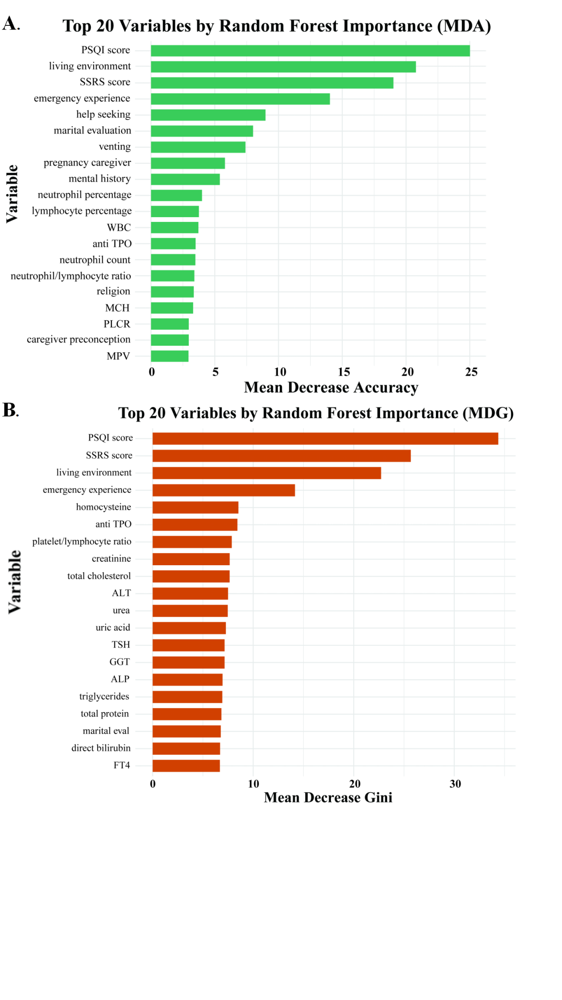 A.
Top 20 Variables by Random Forest Importance (MDA)
PSQI score
living environment
SSRS score
emergency experience
help seeking
marital evaluation
venting
pregnancy caregiver
mental history
neutrophil percentage
lymphocyte percentage
WBC
anti TPO
neutrophil count
neutrophil/lymphocyte ratio
religion
MCH
PLCR
caregiver preconception
MPV
Variable
0 5 10 15 20 25
Mean Decrease Accuracy
B.
Top 20 Variables by Random Forest Importance (MDG)
PSQI score
SSRS score
living environment
emergency experience
homocysteine
anti TPO
platelet/lymphocyte ratio
creatinine
total cholesterol
ALT
urea
uric acid
TSH
GGT
ALP
triglycerides
total protein
marital eval
direct bilirubin
FT4
Variable
0 10 20 30
Mean Decrease Gini